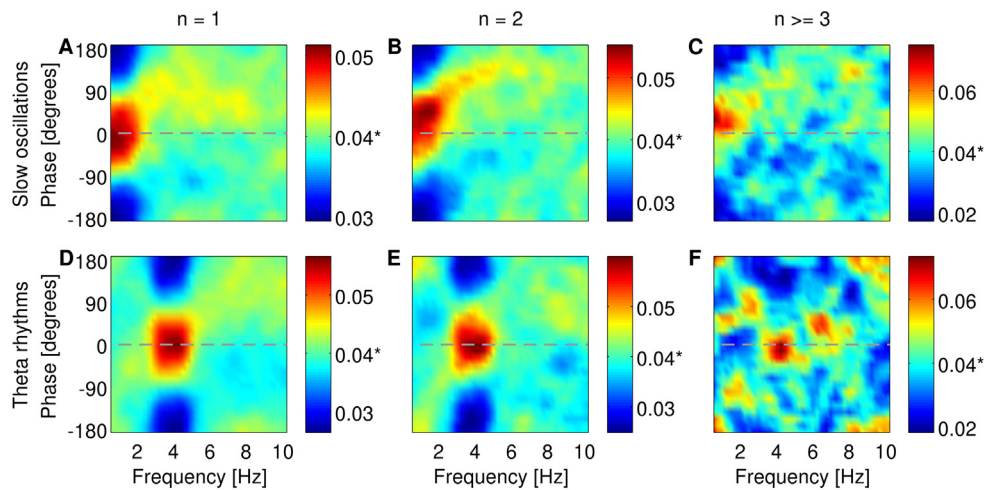 n = 1
n = 2
n >= 3
Slow oscillations
Phase [degrees]
A
180
90
0
-90
-180
0.05
0.04*
0.03
B
0.05
0.04*
0.03
C
0.06
0.04*
0.02
Theta rhythms
Phase [degrees]
D
180
90
0
-90
-180
2 4 6 8 10
Frequency [Hz]
0.05
0.04*
0.03
E
2 4 6 8 10
Frequency [Hz]
0.05
0.04*
0.03
F
2 4 6 8 10
Frequency [Hz]
0.06
0.04*
0.02